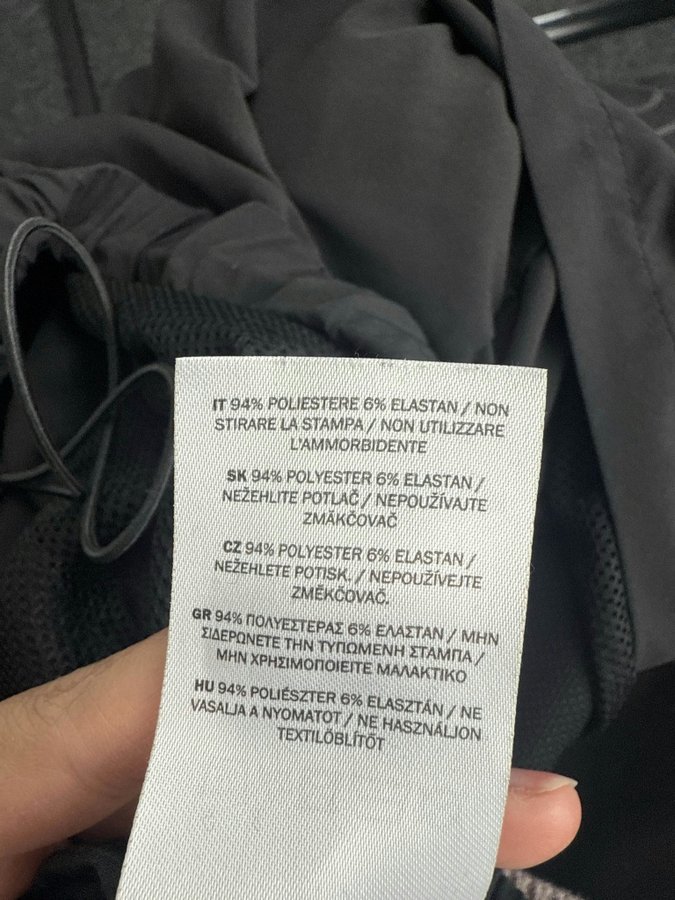 IT 94% POLIESTERE 6% ELASTAN / NON
STIRARE LA STAMPA / NON UTILIZZARE
L'AMMORBIDENTE
SK 94% POLYESTER 6% ELASTAN /
NEŽEHLITE POTLAČ / NEPOUŽÍVAJTE
ZMÄKČOVAČ
CZ 94% POLYESTER 6% ELASTAN /
NEŽEHLETE POTISK. / NEPOUŽÍVEJTE
ZMĚKČOVAČ.
GR 94% ΠΟΛΥΕΣΤΕΡΑΣ 6% ΕΛΑΣΤΑΝ / ΜΗΝ
ΣΙΔΕΡΩΝΕΤΕ ΤΗΝ ΤΥΠΩΜΕΝΗ ΣΤΑΜΠΑ /
ΜΗΝ ΧΡΗΣΙΜΟΠΟΙΕΙΤΕ ΜΑΛΑΚΤΙΚΟ
HU 94% POLIÉSZTER 6% ELASZTÁN / NE
VASALJA A NYOMATOT / NE HASZNÁLJON
TEXTILÖBLÍTŐT